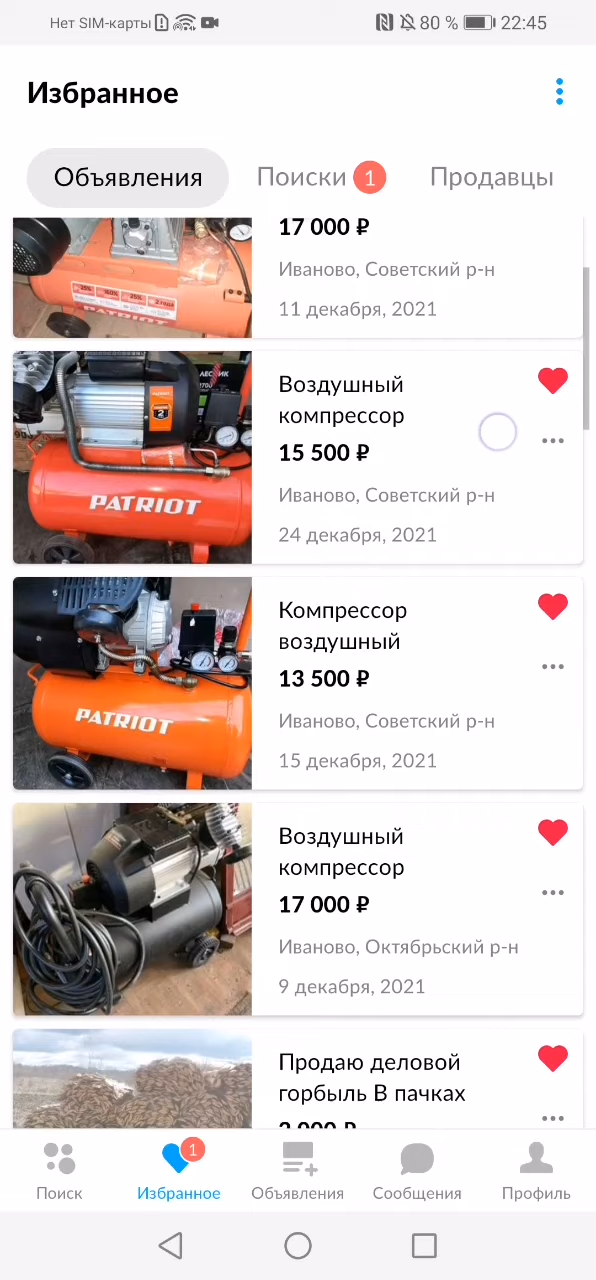 Нет SIM-карты 80 % 22:45
Избранное
Объявления Поиски 1 Продавцы
17 000 ₽
Иваново, Советский р-н
11 декабря, 2021
PATRIOT
Воздушный
компрессор
15 500 ₽
Иваново, Советский р-н
24 декабря, 2021
PATRIOT
Компрессор
воздушный
13 500 ₽
Иваново, Советский р-н
15 декабря, 2021
PATRIOT
Воздушный
компрессор
17 000 ₽
Иваново, Октябрьский р-н
9 декабря, 2021
Продаю деловой
горбыль В пачках
1
Поиск Избранное Объявления Сообщения Профиль